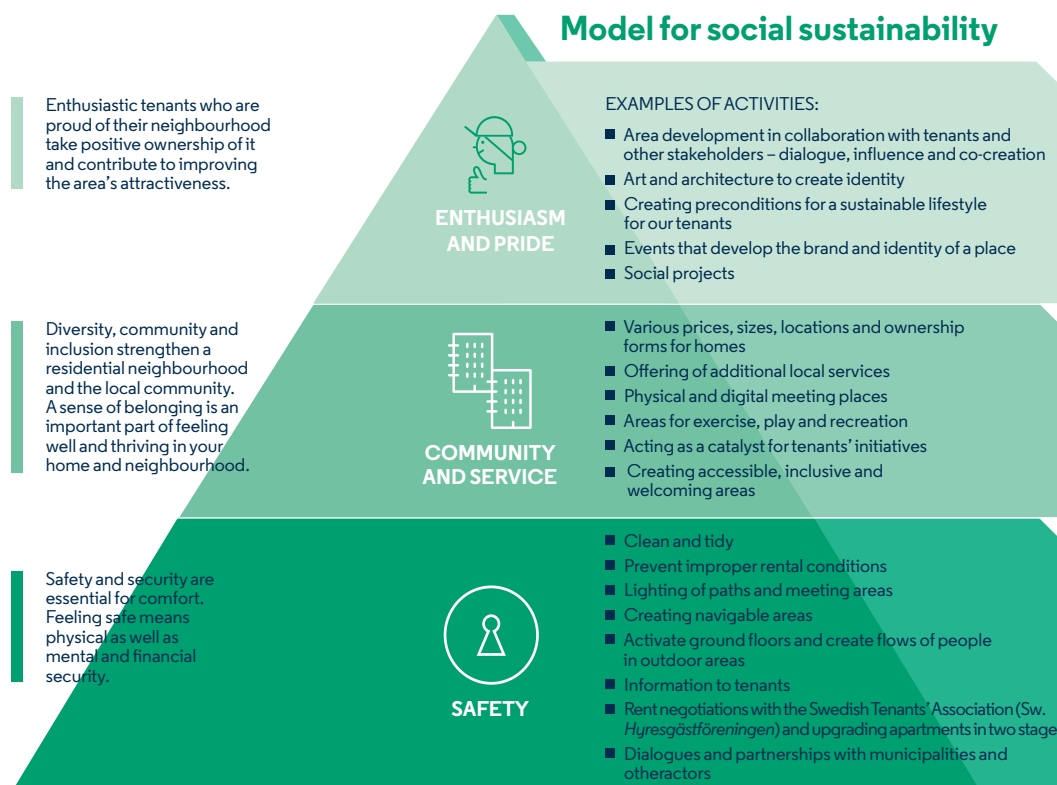 Model for social sustainability
Enthusiastic tenants who are
proud of their neighbourhood
take positive ownership of it
and contribute to improving
the area's attractiveness.
ENTHUSIASM
AND PRIDE
EXAMPLES OF ACTIVITIES:
■ Area development in collaboration with tenants and
other stakeholders – dialogue, influence and co-creation
■ Art and architecture to create identity
■ Creating preconditions for a sustainable lifestyle
for our tenants
■ Events that develop the brand and identity of a place
■ Social projects
Diversity, community and
inclusion strengthen a
residential neighbourhood
and the local community.
A sense of belonging is an
important part of feeling
well and thriving in your
home and neighbourhood.
COMMUNITY
AND SERVICE
■ Various prices, sizes, locations and ownership
forms for homes
■ Offering of additional local services
■ Physical and digital meeting places
■ Areas for exercise, play and recreation
■ Acting as a catalyst for tenants' initiatives
■ Creating accessible, inclusive and
welcoming areas
Safety and security are
essential for comfort.
Feeling safe means
physical as well as
mental and financial
security.
SAFETY
■ Clean and tidy
■ Prevent improper rental conditions
■ Lighting of paths and meeting areas
■ Creating navigable areas
■ Activate ground floors and create flows of people
in outdoor areas
■ Information to tenants
■ Rent negotiations with the Swedish Tenants' Association (Sw.
Hyresgästföreningen) and upgrading apartments in two stage
■ Dialogues and partnerships with municipalities and
otheractors